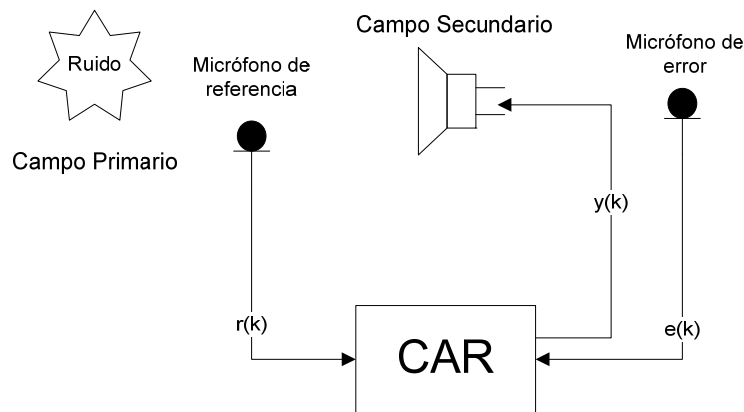 Ruido
Campo Primario
Micrófono de
referencia
Campo Secundario
Micrófono de
error
y(k)
r(k)
e(k)
CAR